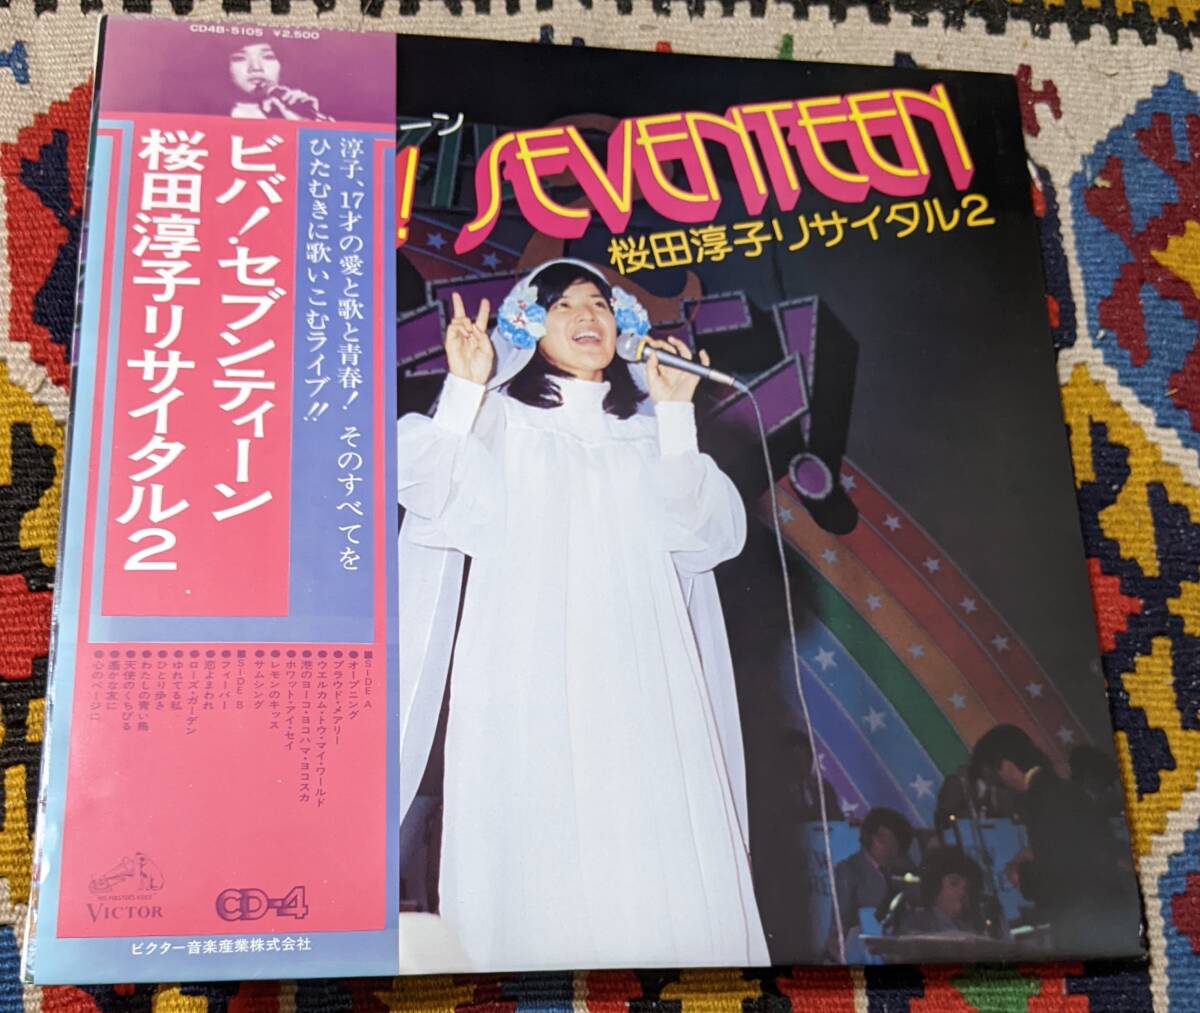 CD4B-5105 ¥2,500
ビバ！セブンティーン
桜田淳子リサイタル2
淳子、17才の愛と歌と青春！そのすべてを
ひたむきに歌いこむライブ!!
■SIDE A
●オープニング
●プラウド・メアリー
●ウエルカム・トゥ・マイ・ワールド
●港のヨーコ・ヨコハマ・ヨコスカ
●ホワット・アイ・セイ
●レモンのキッス
●サムシング
■SIDE B
●フィーバー
●恋よまわれ
●ローズ・ガーデン
●ゆれてる私
●ひとり歩き
●わたしの青い鳥
●天使のくちびる
●遙かな友に
●心のページに
HIS MASTER'S VOICE
VICTOR
CD-4
ビクター音楽産業株式会社
ーン
! SEVENTEEN
桜田淳子リサイタル2